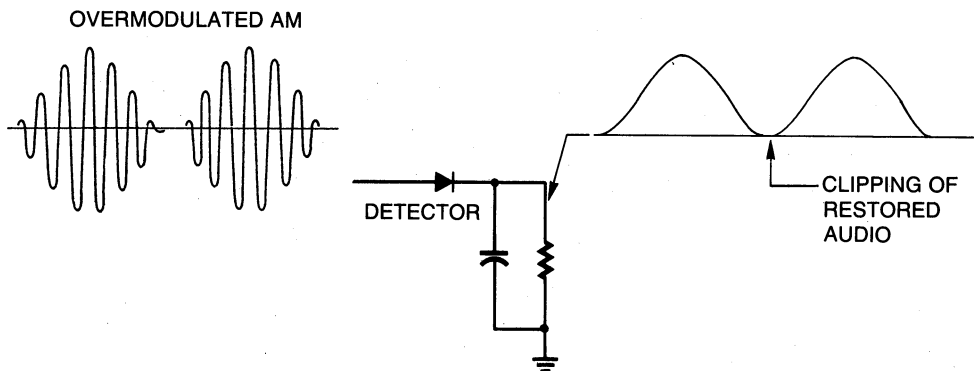 OVERMODULATED AM
DETECTOR
CLIPPING OF
RESTORED
AUDIO